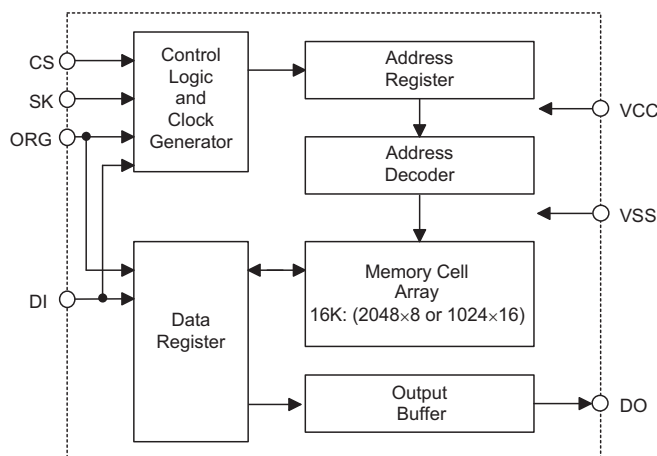 CS
SK
ORG
DI
Control
Logic
and
Clock
Generator
Address
Register
Address
Decoder
VCC
VSS
Data
Register
Memory Cell
Array
16K: (2048×8 or 1024×16)
Output
Buffer
DO